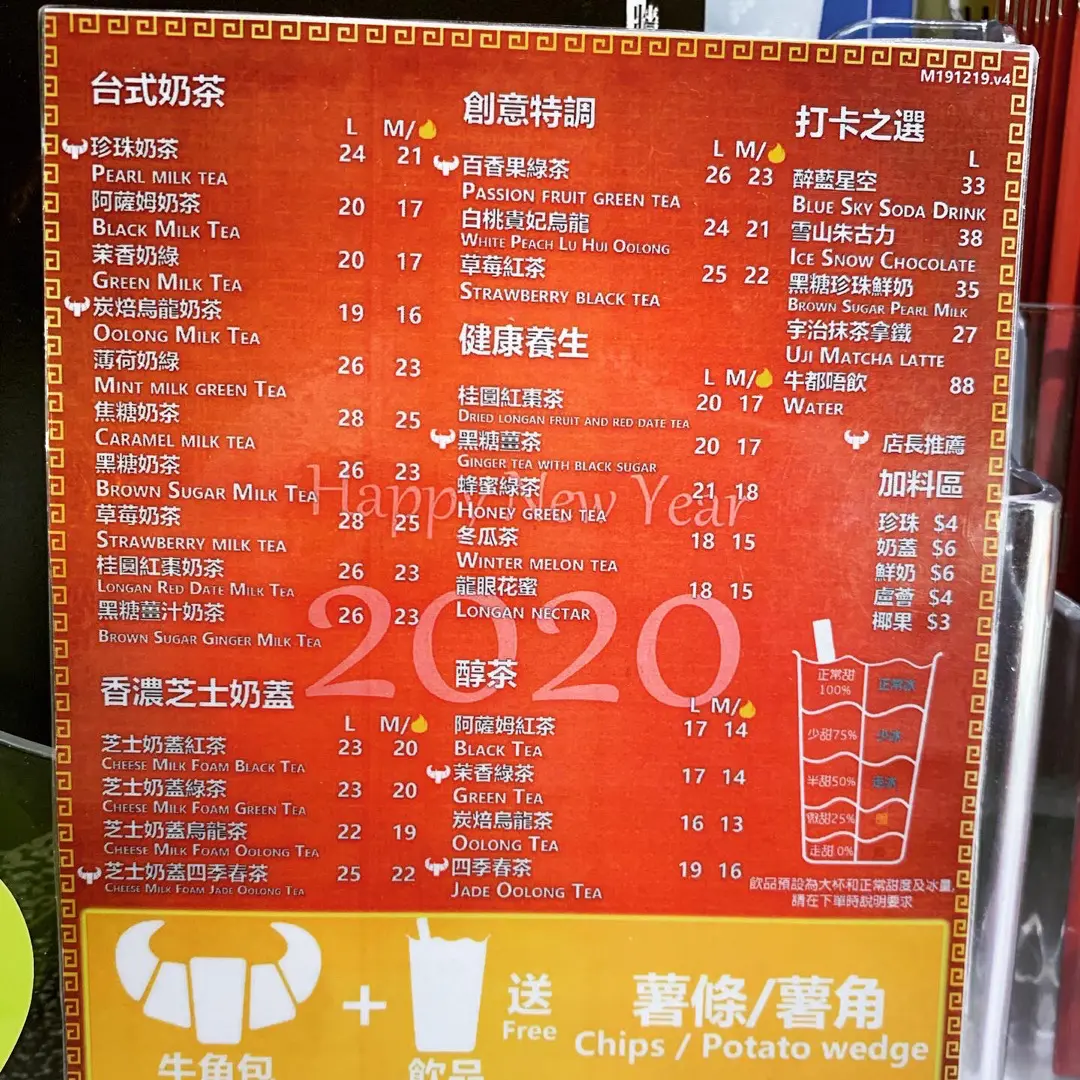 M191219.v4
台式奶茶
L M/
珍珠奶茶 24 21
PEARL MILK TEA
阿薩姆奶茶 20 17
BLACK MILK TEA
茉香奶綠 20 17
GREEN MILK TEA
炭焙烏龍奶茶 19 16
OOLONG MILK TEA
薄荷奶綠 26 23
MINT MILK GREEN TEA
焦糖奶茶 28 25
CARAMEL MILK TEA
黑糖奶茶 26 23
BROWN SUGAR MILK TEA
草莓奶茶 28 25
STRAWBERRY MILK TEA
桂圓紅棗奶茶 26 23
LONGAN RED DATE MILK TEA
黑糖薑汁奶茶 26 23
BROWN SUGAR GINGER MILK TEA
香濃芝士奶蓋
L M/
芝士奶蓋紅茶 23 20
CHEESE MILK FOAM BLACK TEA
芝士奶蓋綠茶 23 20
CHEESE MILK FOAM GREEN TEA
芝士奶蓋烏龍茶 22 19
CHEESE MILK FOAM OOLONG TEA
芝士奶蓋四季春茶 25 22
CHEESE MILK FOAM JADE OOLONG TEA
創意特調
L M/
百香果綠茶 26 23
PASSION FRUIT GREEN TEA
白桃貴妃烏龍 24 21
WHITE PEACH LU HUI OOLONG
草莓紅茶 25 22
STRAWBERRY BLACK TEA
健康養生
L M/
桂圓紅棗茶 20 17
DRIED LONGAN FRUIT AND RED DATE TEA
黑糖薑茶 20 17
GINGER TEA WITH BLACK SUGAR
蜂蜜綠茶 21 18
HONEY GREEN TEA
冬瓜茶 18 15
WINTER MELON TEA
龍眼花蜜 18 15
LONGAN NECTAR
Happy New Year
2020
醇茶
L M/
阿薩姆紅茶 17 14
BLACK TEA
茉香綠茶 17 14
GREEN TEA
炭焙烏龍茶 16 13
OOLONG TEA
四季春茶 19 16
JADE OOLONG TEA
打卡之選
L
醉藍星空 33
BLUE SKY SODA DRINK
雪山朱古力 38
ICE SNOW CHOCOLATE
黑糖珍珠鮮奶 35
BROWN SUGAR PEARL MILK
宇治抹茶拿鐵 27
UJI MATCHA LATTE
牛都唔飲 88
WATER
店長推薦
加料區
珍珠 $4
奶蓋 $6
鮮奶 $6
蘆薈 $4
椰果 $3
正常甜 正常冰
100%
少甜75% 少冰
半甜50%
微甜25%
走甜 0%
飲品預設為大杯和正常甜度及冰量,
請在下單時說明要求
牛角包 + 飲品 送 薯條/薯角
Free Chips / Potato wedge